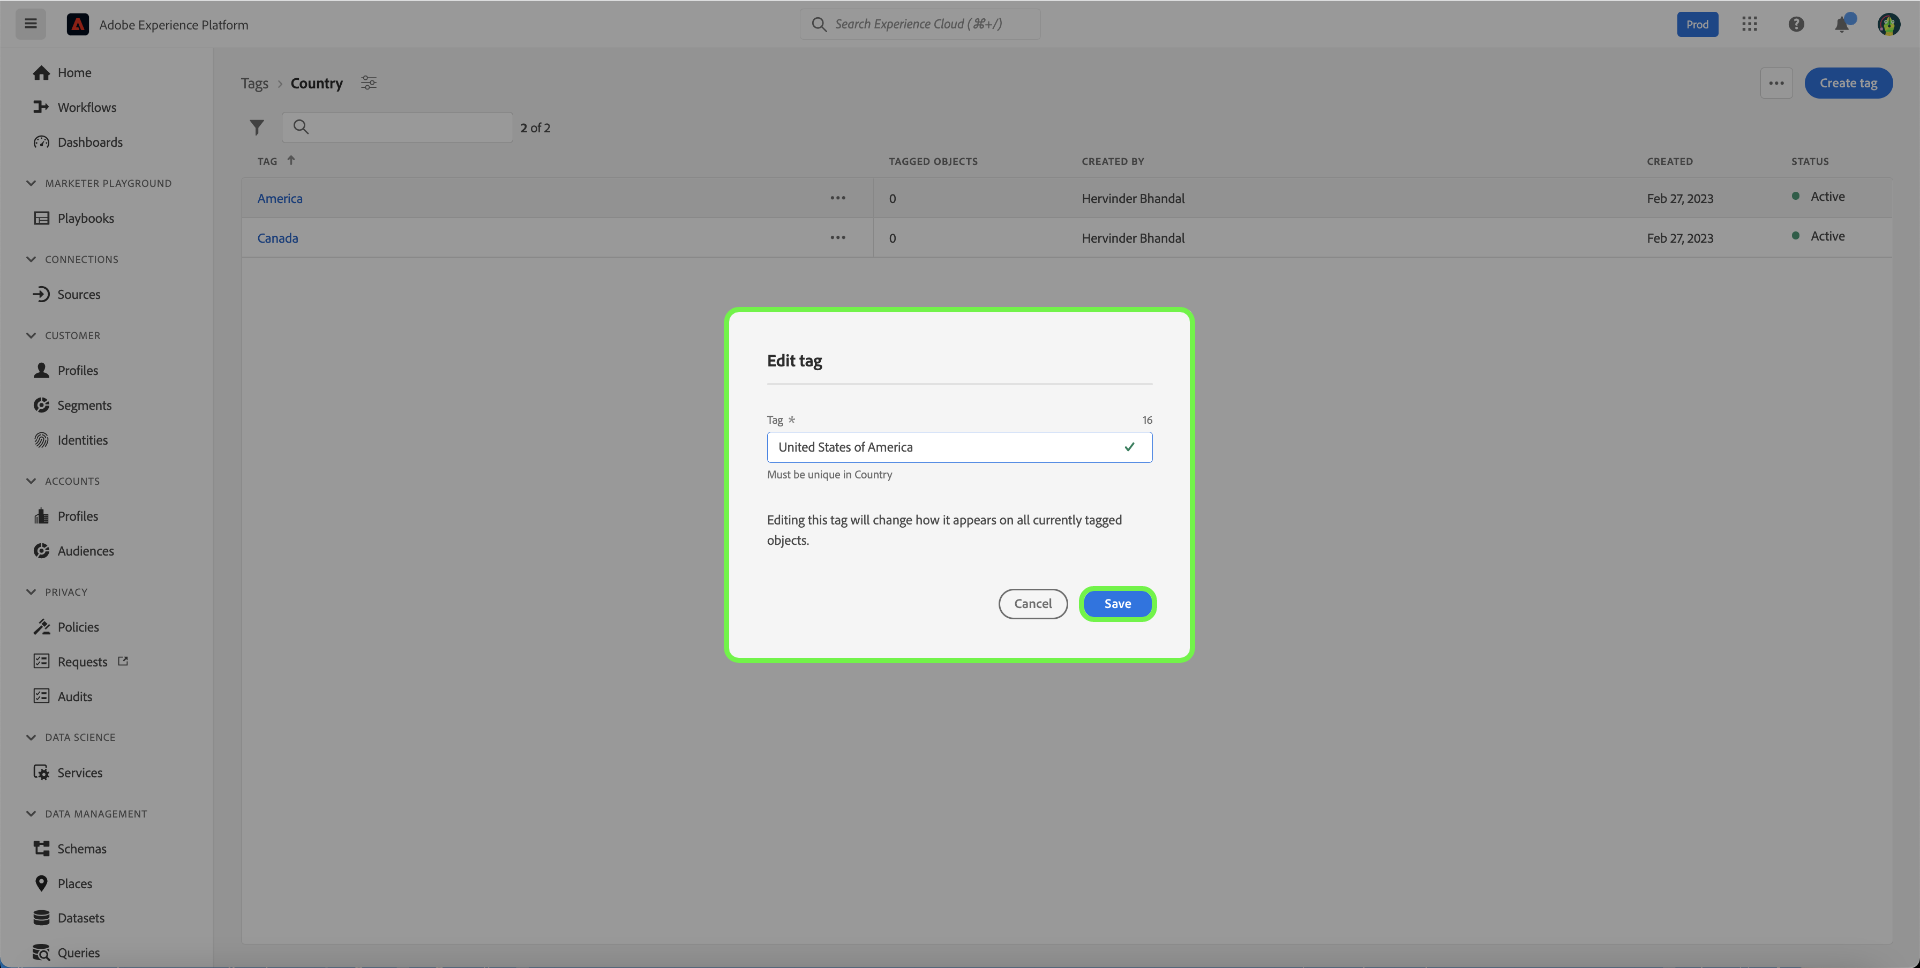 Adobe Experience Platform
Search Experience Cloud (⌘+/)
Prod
Home
Workflows
Dashboards
MARKETER PLAYGROUND
Playbooks
CONNECTIONS
Sources
CUSTOMER
Profiles
Segments
Identities
ACCOUNTS
Profiles
Audiences
PRIVACY
Policies
Requests
Audits
DATA SCIENCE
Services
DATA MANAGEMENT
Schemas
Places
Datasets
Queries
Tags > Country
Create tag
2 of 2
TAG ↑ TAGGED OBJECTS CREATED BY CREATED STATUS
America ... 0 Hervinder Bhandal Feb 27, 2023 Active
Canada ... 0 Hervinder Bhandal Feb 27, 2023 Active
Edit tag
Tag * 16
United States of America
Must be unique in Country
Editing this tag will change how it appears on all currently tagged
objects.
Cancel Save